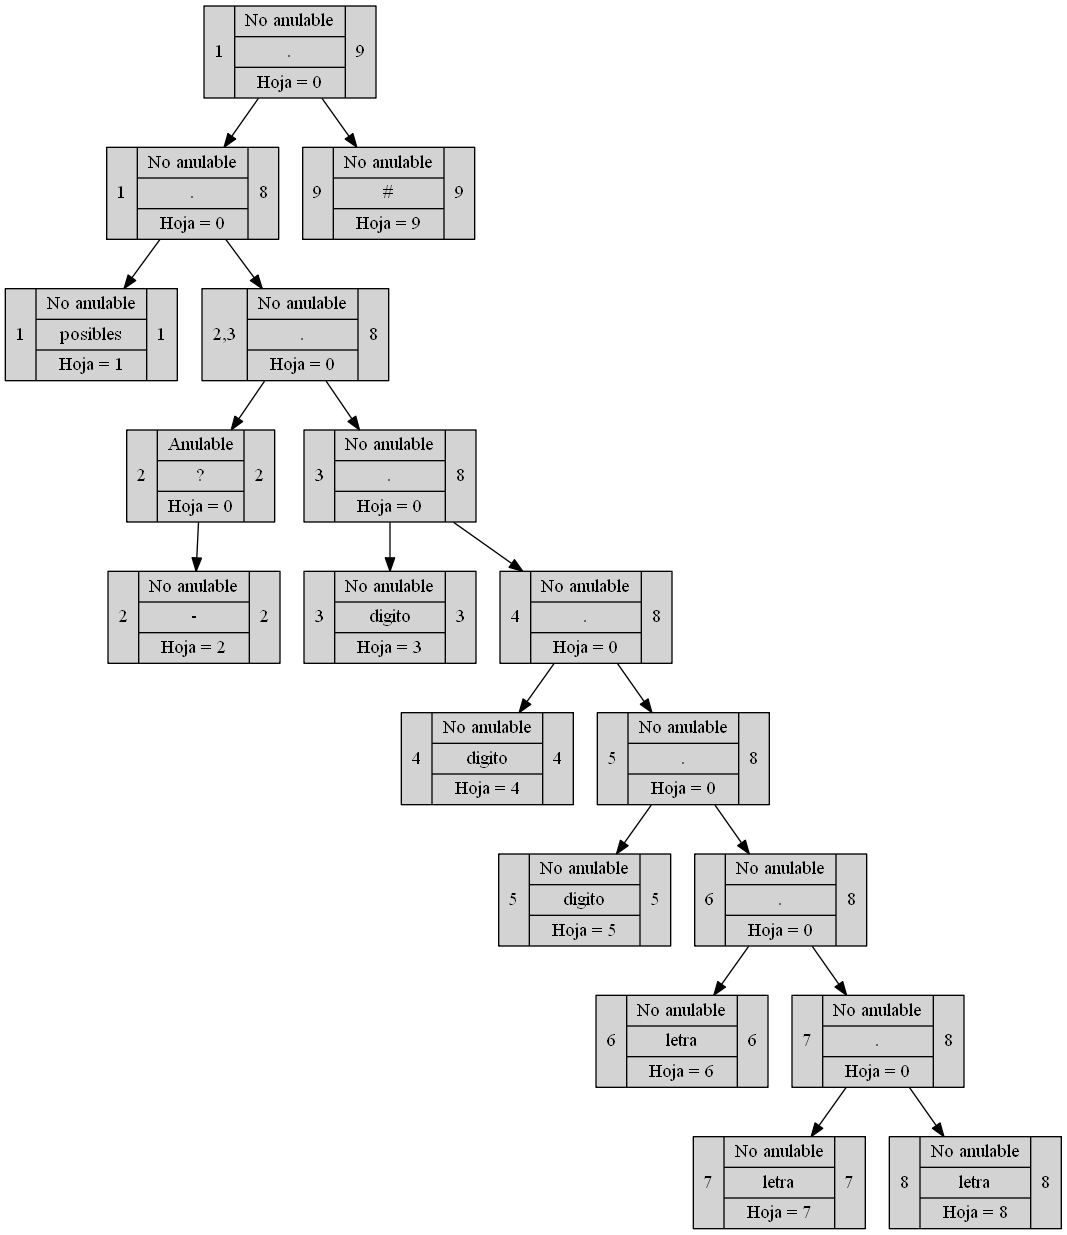 No anulable
1 . 9
Hoja = 0
No anulable
1 . 8
Hoja = 0
No anulable
9 # 9
Hoja = 9
No anulable
1 posibles 1
Hoja = 1
No anulable
2,3 . 8
Hoja = 0
Anulable
2 ? 2
Hoja = 0
No anulable
3 . 8
Hoja = 0
No anulable
2 - 2
Hoja = 2
No anulable
3 digito 3
Hoja = 3
No anulable
4 . 8
Hoja = 0
No anulable
4 digito 4
Hoja = 4
No anulable
5 . 8
Hoja = 0
No anulable
5 digito 5
Hoja = 5
No anulable
6 . 8
Hoja = 0
No anulable
6 letra 6
Hoja = 6
No anulable
7 . 8
Hoja = 0
No anulable
7 letra 7
Hoja = 7
No anulable
8 letra 8
Hoja = 8